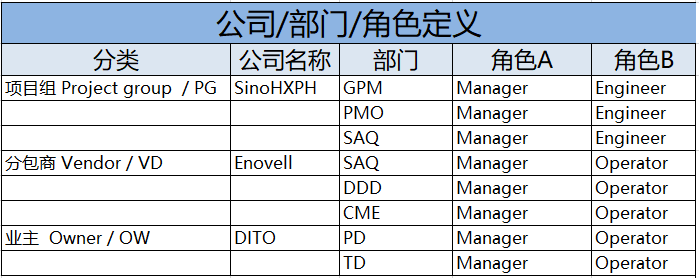 公司/部门/角色定义
分类 公司名称 部门 角色A 角色B
项目组 Project group / PG SinoHXPH GPM Manager Engineer
PMO Manager Engineer
SAQ Manager Engineer
分包商 Vendor / VD Enovell SAQ Manager Operator
DDD Manager Operator
CME Manager Operator
业主 Owner / OW DITO PD Manager Operator
TD Manager Operator